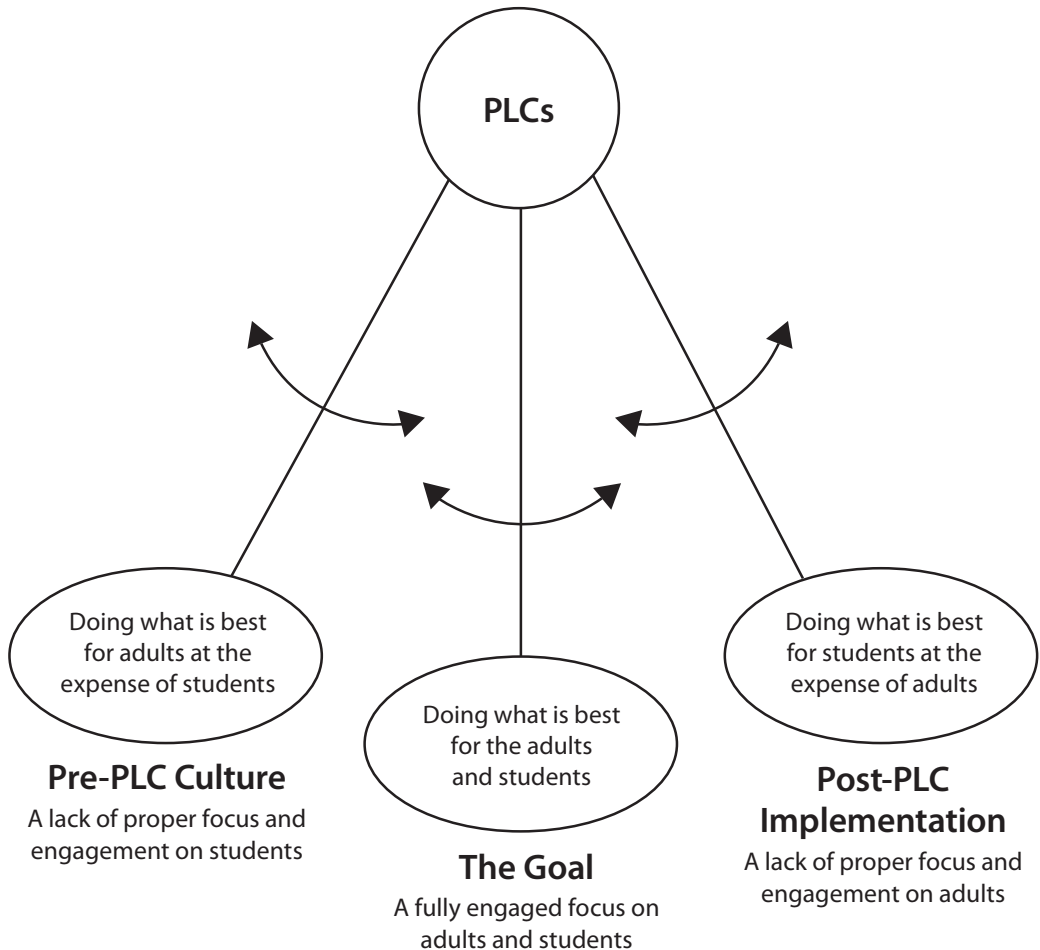 PLCs
Doing what is best
for adults at the
expense of students
Pre-PLC Culture
A lack of proper focus and
engagement on students
Doing what is best
for the adults
and students
The Goal
A fully engaged focus on
adults and students
Doing what is best
for students at the
expense of adults
Post-PLC
Implementation
A lack of proper focus and
engagement on adults